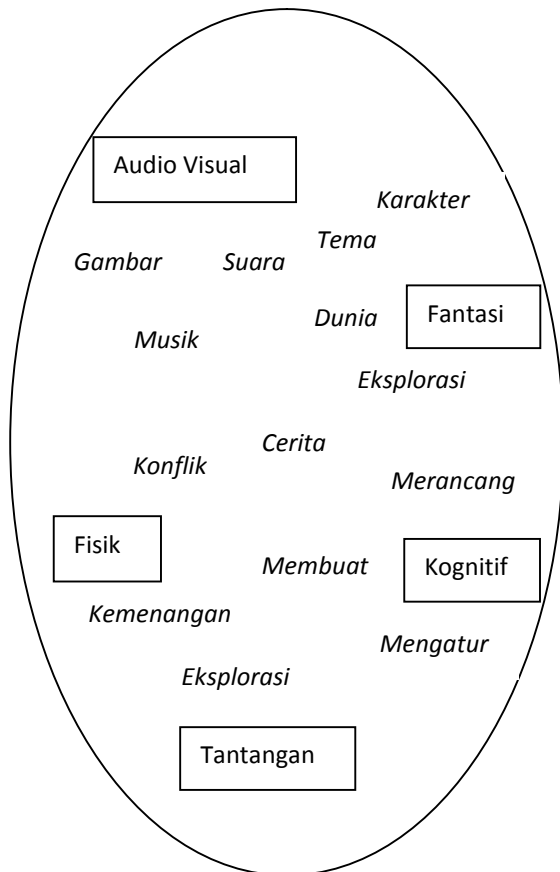 Audio Visual
Karakter
Tema
Gambar
Suara
Dunia
Fantasi
Musik
Eksplorasi
Cerita
Konflik
Merancang
Fisik
Membuat
Kognitif
Kemenangan
Mengatur
Eksplorasi
Tantangan